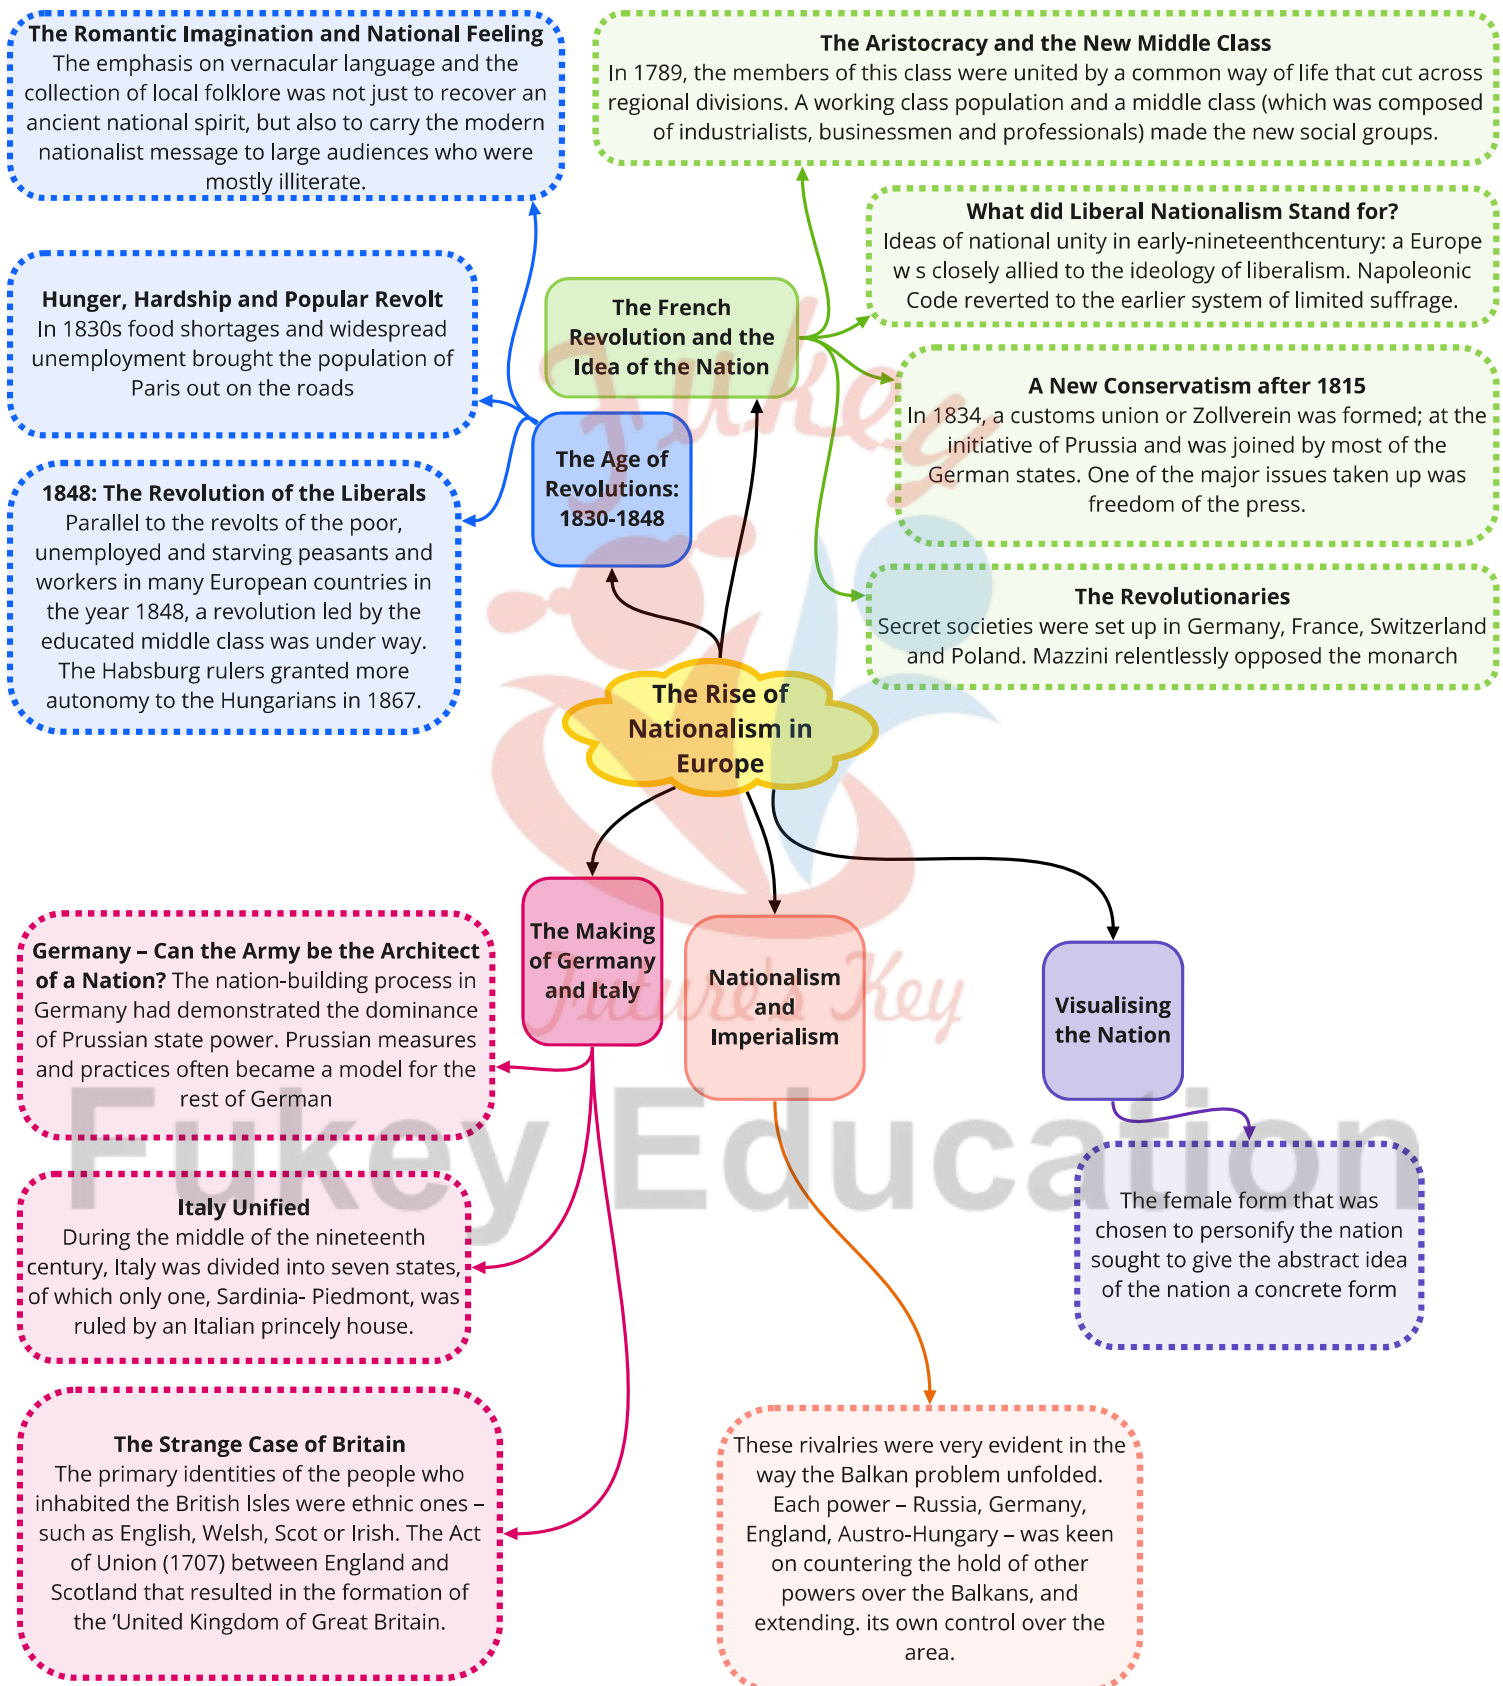 The Romantic Imagination and National Feeling
The emphasis on vernacular language and the
collection of local folklore was not just to recover an
ancient national spirit, but also to carry the modern
nationalist message to large audiences who were
mostly illiterate.
The Aristocracy and the New Middle Class
In 1789, the members of this class were united by a common way of life that cut across
regional divisions. A working class population and a middle class (which was composed
of industrialists, businessmen and professionals) made the new social groups.
What did Liberal Nationalism Stand for?
Ideas of national unity in early-nineteenthcentury: a Europe
w s closely allied to the ideology of liberalism. Napoleonic
Code reverted to the earlier system of limited suffrage.
Hunger, Hardship and Popular Revolt
In 1830s food shortages and widespread
unemployment brought the population of
Paris out on the roads
The French
Revolution and the
Idea of the Nation
A New Conservatism after 1815
In 1834, a customs union or Zollverein was formed; at the
initiative of Prussia and was joined by most of the
German states. One of the major issues taken up was
freedom of the press.
The Age of
Revolutions:
1830-1848
1848: The Revolution of the Liberals
Parallel to the revolts of the poor,
unemployed and starving peasants and
workers in many European countries in
the year 1848, a revolution led by the
educated middle class was under way.
The Habsburg rulers granted more
autonomy to the Hungarians in 1867.
The Revolutionaries
Secret societies were set up in Germany, France, Switzerland
and Poland. Mazzini relentlessly opposed the monarch
The Rise of
Nationalism in
Europe
Fukey
Future's Key
Fukey Education
The Making
of Germany
and Italy
Nationalism
and
Imperialism
Visualising
the Nation
Germany – Can the Army be the Architect
of a Nation? The nation-building process in
Germany had demonstrated the dominance
of Prussian state power. Prussian measures
and practices often became a model for the
rest of German
Italy Unified
During the middle of the nineteenth
century, Italy was divided into seven states,
of which only one, Sardinia- Piedmont, was
ruled by an Italian princely house.
The female form that was
chosen to personify the nation
sought to give the abstract idea
of the nation a concrete form
The Strange Case of Britain
The primary identities of the people who
inhabited the British Isles were ethnic ones –
such as English, Welsh, Scot or Irish. The Act
of Union (1707) between England and
Scotland that resulted in the formation of
the ‘United Kingdom of Great Britain.
These rivalries were very evident in the
way the Balkan problem unfolded.
Each power – Russia, Germany,
England, Austro-Hungary – was keen
on countering the hold of other
powers over the Balkans, and
extending. its own control over the
area.